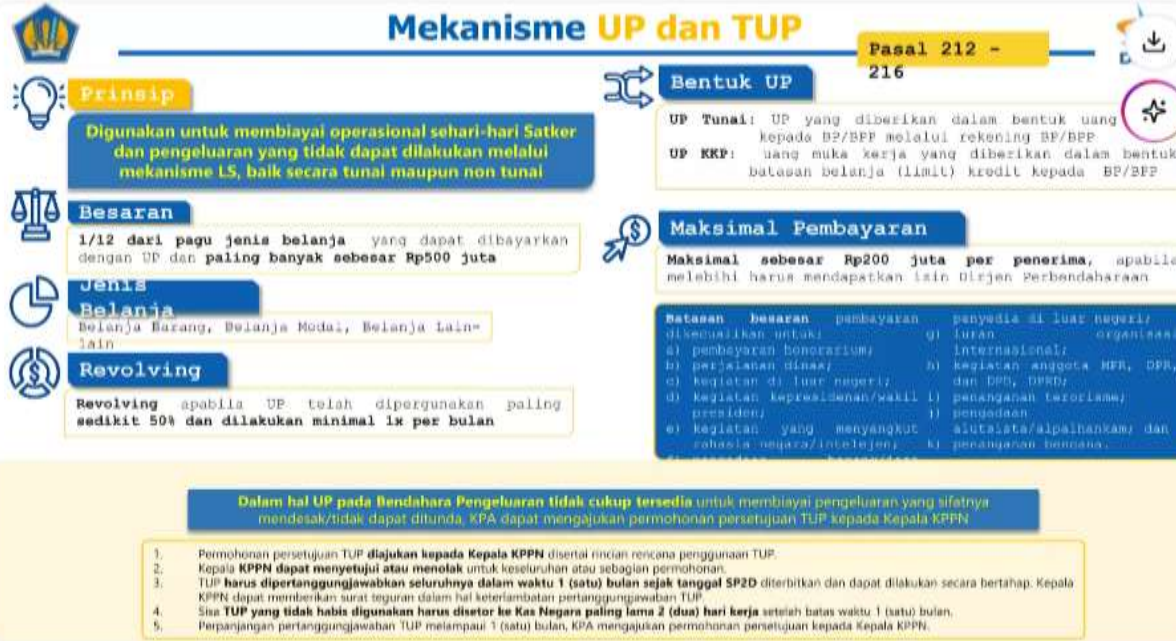 Mekanisme UP dan TUP
Pasal 212 –
216
Prinsip
Digunakan untuk membiayai operasional sehari-hari Satker
dan pengeluaran yang tidak dapat dilakukan melalui
mekanisme LS, baik secara tunai maupun non tunai
Besaran
1/12 dari pagu jenis belanja yang dapat dibayarkan
dengan UP dan paling banyak sebesar Rp500 juta
Jenis
Belanja
Belanja Barang, Belanja Modal, Belanja Lain-
lain
Revolving
Revolving apabila UP telah dipergunakan paling
sedikit 50% dan dilakukan minimal 1x per bulan
Bentuk UP
UP Tunai: UP yang diberikan dalam bentuk uang
kepada BP/BPP melalui rekening BP/BPP
UP KKP: uang muka kerja yang diberikan dalam bentuk
batasan belanja (limit) kredit kepada BP/BPP
Maksimal Pembayaran
Maksimal sebesar Rp200 juta per penerima, apabila
melebihi harus mendapatkan izin Dirjen Perbendaharaan
Batasan besaran pembayaran
dikecualikan untuk:
a) pembayaran honorarium;
b) perjalanan dinas;
c) kegiatan di luar negeri;
d) kegiatan kepresidenan/wakil
presiden;
e) kegiatan yang menyangkut
rahasia negara/intelejen;
penyedia di luar negeri;
g) iuran organisasi
internasional;
h) kegiatan anggota MPR, DPR,
dan DPD, DPRD;
i) penanganan terorisme;
j) pengadaan
alutsista/alpalhankam; dan
k) penanganan bencana.
Dalam hal UP pada Bendahara Pengeluaran tidak cukup tersedia untuk membiayai pengeluaran yang sifatnya
mendesak/tidak dapat ditunda, KPA dapat mengajukan permohonan persetujuan TUP kepada Kepala KPPN
1. Permohonan persetujuan TUP diajukan kepada Kepala KPPN disertai rincian rencana penggunaan TUP.
2. Kepala KPPN dapat menyetujui atau menolak untuk keseluruhan atau sebagian permohonan.
3. TUP harus dipertanggungjawabkan seluruhnya dalam waktu 1 (satu) bulan sejak tanggal SP2D diterbitkan dan dapat dilakukan secara bertahap. Kepala
KPPN dapat memberikan surat teguran dalam hal keterlambatan pertanggungjawaban TUP.
4. Sisa TUP yang tidak habis digunakan harus disetor ke Kas Negara paling lama 2 (dua) hari kerja setelah batas waktu 1 (satu) bulan.
5. Perpanjangan pertanggungjawaban TUP melampaui 1 (satu) bulan, KPA mengajukan permohonan persetujuan kepada Kepala KPPN.